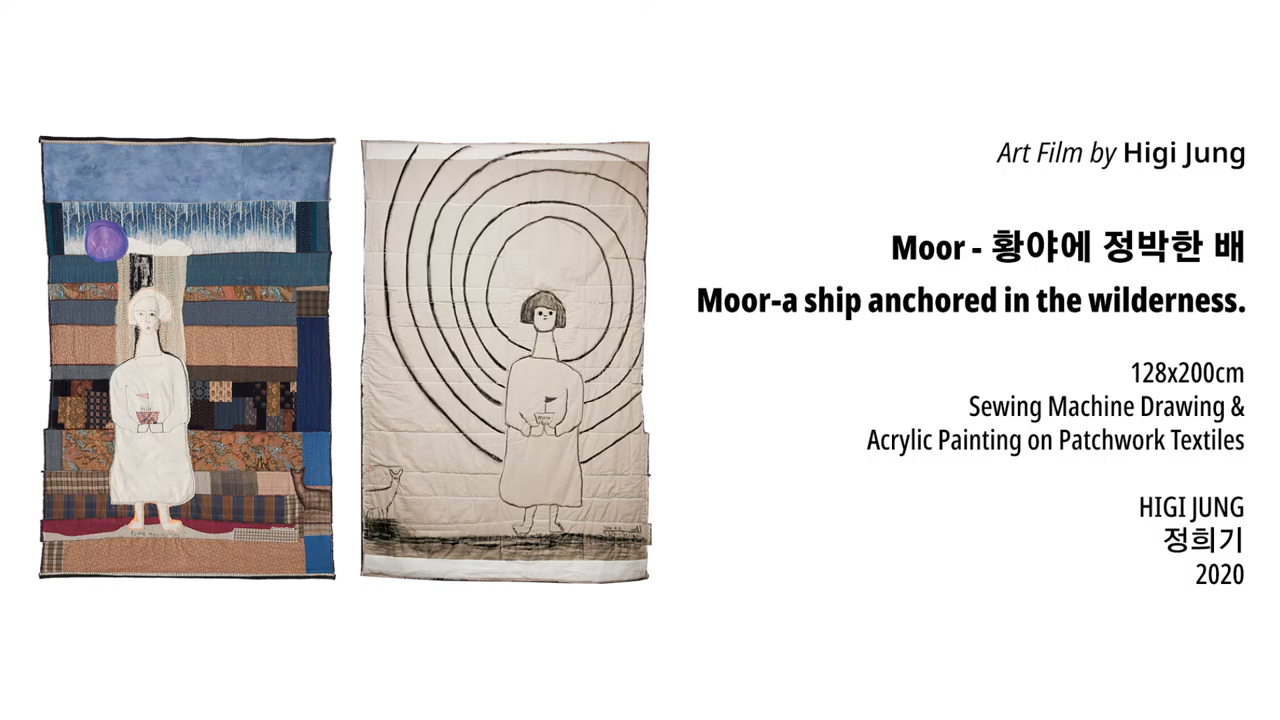 Art Film by Higi Jung
Moor - 황야에 정박한 배
Moor-a ship anchored in the wilderness.
128x200cm
Sewing Machine Drawing &
Acrylic Painting on Patchwork Textiles
HIGI JUNG
정희기
2020